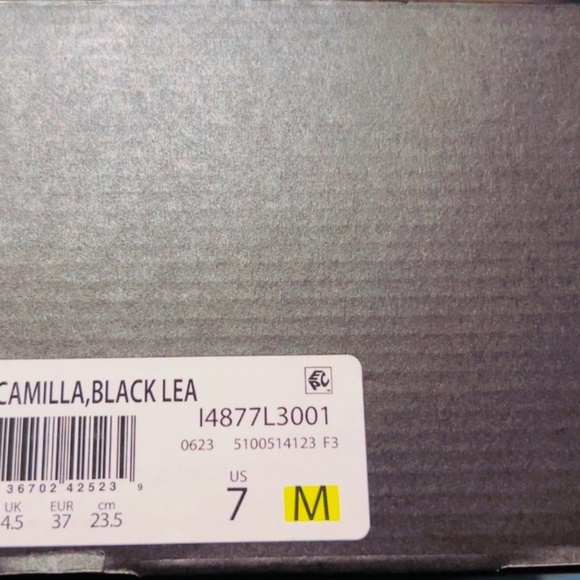 CAMILLA,BLACK LEA
I4877L3001
0623 5100514123 F3
36702 42523 9
UK EUR cm
4.5 37 23.5
US
7 M